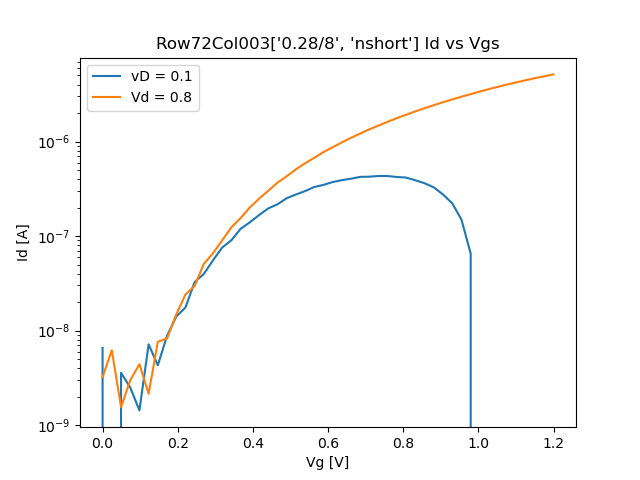 Row72Col003['0.28/8', 'nshort'] Id vs Vgs
vD = 0.1
Vd = 0.8
10⁻⁶
10⁻⁷
10⁻⁸
10⁻⁹
Id [A]
0.0 0.2 0.4 0.6 0.8 1.0 1.2
Vg [V]